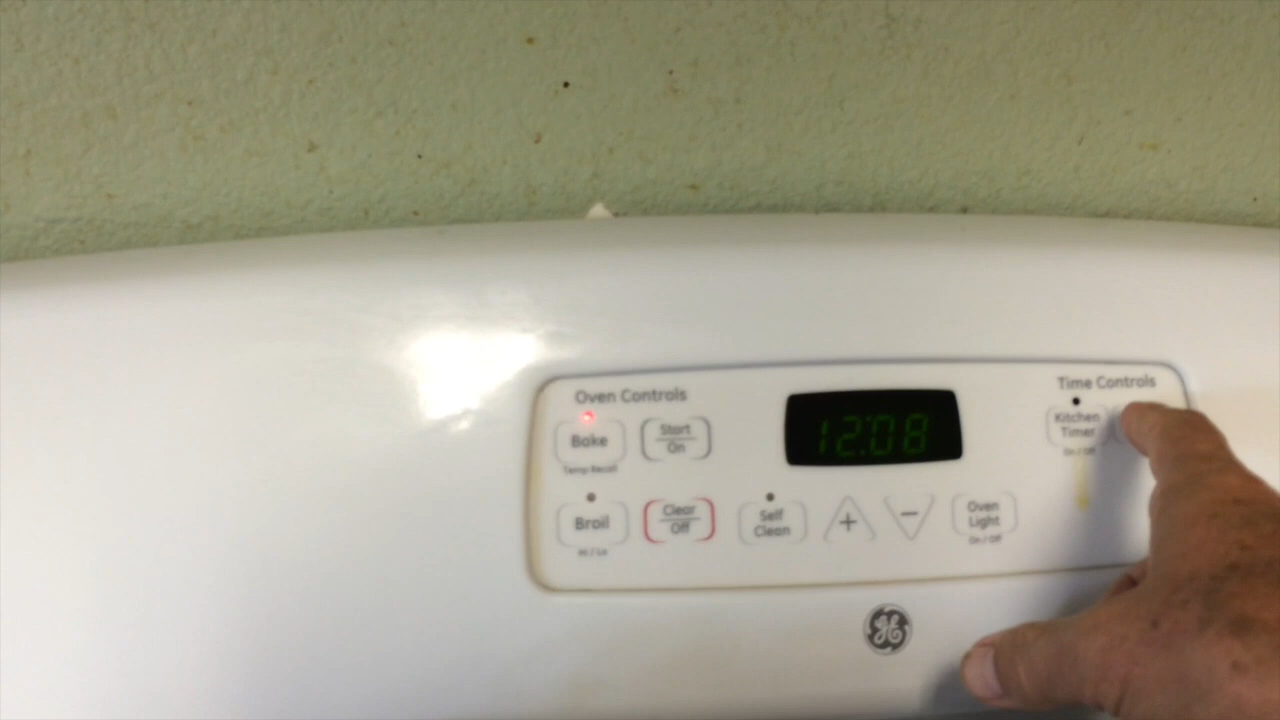 Oven Controls
Time Controls
Bake
Start
On
12:08
Kitchen
Timer
Temp Recall
On / Off
Broil
Clear
Off
Self
Clean
+
−
Oven
Light
Hi / Lo
On / Off
GE